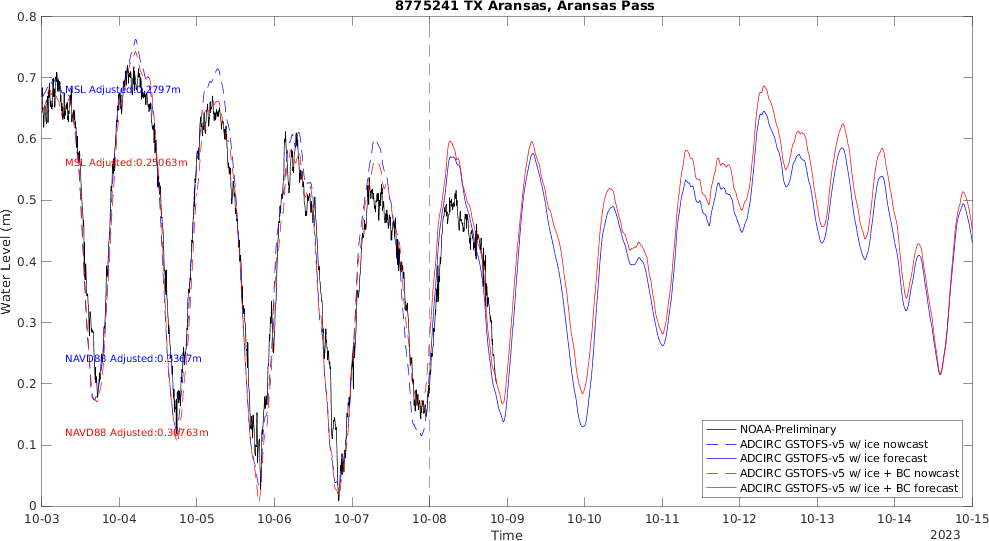 8775241 TX Aransas, Aransas Pass
0.8
0.7
0.6
0.5
0.4
0.3
0.2
0.1
0
Water Level (m)
MSL Adjusted:0.2797m
MSL Adjusted:0.25063m
NAVD88 Adjusted:0.3367m
NAVD88 Adjusted:0.30763m
NOAA-Preliminary
ADCIRC GSTOFS-v5 w/ ice nowcast
ADCIRC GSTOFS-v5 w/ ice forecast
ADCIRC GSTOFS-v5 w/ ice + BC nowcast
ADCIRC GSTOFS-v5 w/ ice + BC forecast
10-03 10-04 10-05 10-06 10-07 10-08 10-09 10-10 10-11 10-12 10-13 10-14 10-15
Time
2023